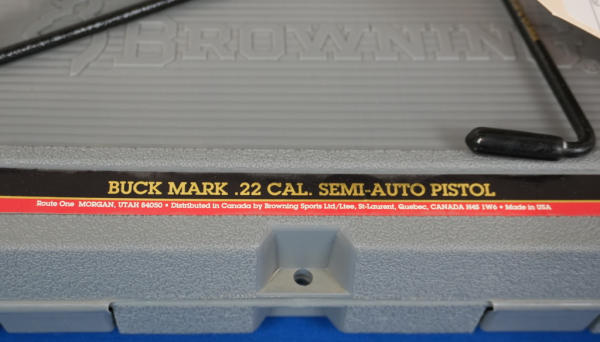 BROWNING®
BUCK MARK .22 CAL. SEMI-AUTO PISTOL
Route One MORGAN, UTAH 84050 • Distributed in Canada by Browning Sports Ltd/Ltee, St-Laurent, Quebec, CANADA H4S 1W6 • Made in USA